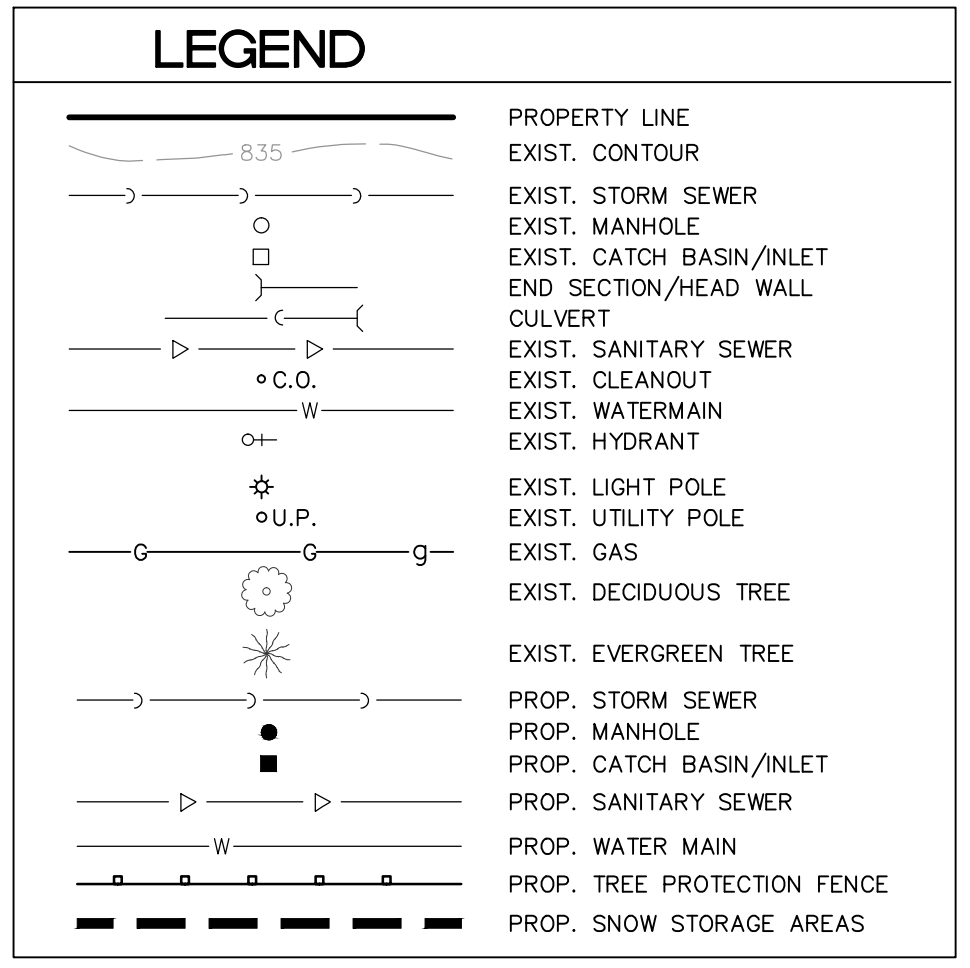 LEGEND
PROPERTY LINE
835 EXIST. CONTOUR
EXIST. STORM SEWER
EXIST. MANHOLE
EXIST. CATCH BASIN/INLET
END SECTION/HEAD WALL
CULVERT
EXIST. SANITARY SEWER
C.O. EXIST. CLEANOUT
W EXIST. WATERMAIN
EXIST. HYDRANT
EXIST. LIGHT POLE
U.P. EXIST. UTILITY POLE
G G g EXIST. GAS
EXIST. DECIDUOUS TREE
EXIST. EVERGREEN TREE
PROP. STORM SEWER
PROP. MANHOLE
PROP. CATCH BASIN/INLET
PROP. SANITARY SEWER
W PROP. WATER MAIN
PROP. TREE PROTECTION FENCE
PROP. SNOW STORAGE AREAS